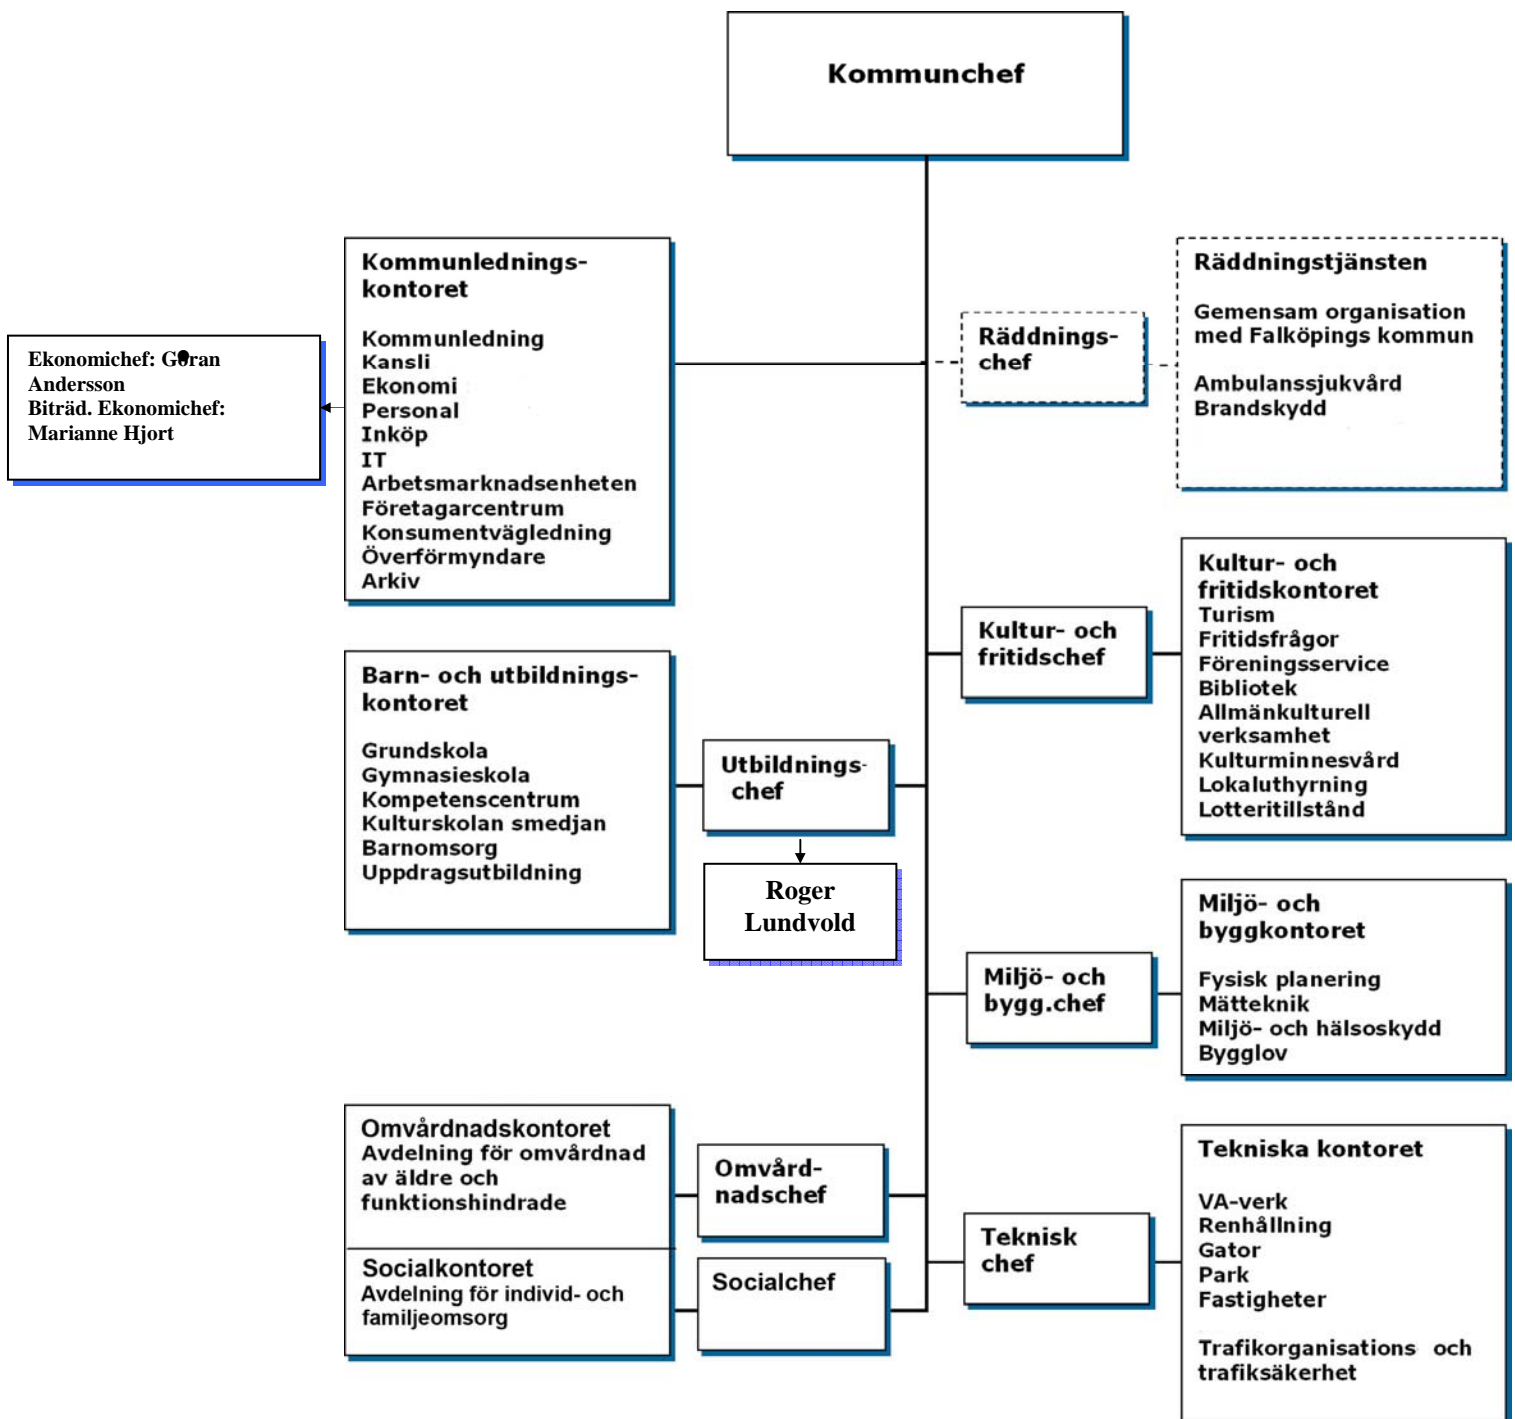 Kommunchef
Kommunlednings-
kontoret
Kommunledning
Kansli
Ekonomi
Personal
Inköp
IT
Arbetsmarknadsenheten
Företagarcentrum
Konsumentvägledning
Överförmyndare
Arkiv
Ekonomichef: Göran
Andersson
Biträd. Ekonomichef:
Marianne Hjort
Räddnings-
chef
Räddningstjänsten
Gemensam organisation
med Falköpings kommun
Ambulanssjukvård
Brandskydd
Kultur- och
fritidschef
Kultur- och
fritidskontoret
Turism
Fritidsfrågor
Föreningsservice
Bibliotek
Allmänkulturell
verksamhet
Kulturminnesvård
Lokaluthyrning
Lotteritillstånd
Barn- och utbildnings-
kontoret
Grundskola
Gymnasieskola
Kompetenscentrum
Kulturskolan smedjan
Barnomsorg
Uppdragsutbildning
Utbildnings-
chef
Roger
Lundvold
Miljö- och
bygg.chef
Miljö- och
byggkontoret
Fysisk planering
Mätteknik
Miljö- och hälsoskydd
Bygglov
Omvårdnadskontoret
Avdelning för omvårdnad
av äldre och
funktionshindrade
Omvård-
nadschef
Socialkontoret
Avdelning för individ- och
familjeomsorg
Socialchef
Teknisk
chef
Tekniska kontoret
VA-verk
Renhållning
Gator
Park
Fastigheter
Trafikorganisations och
trafiksäkerhet